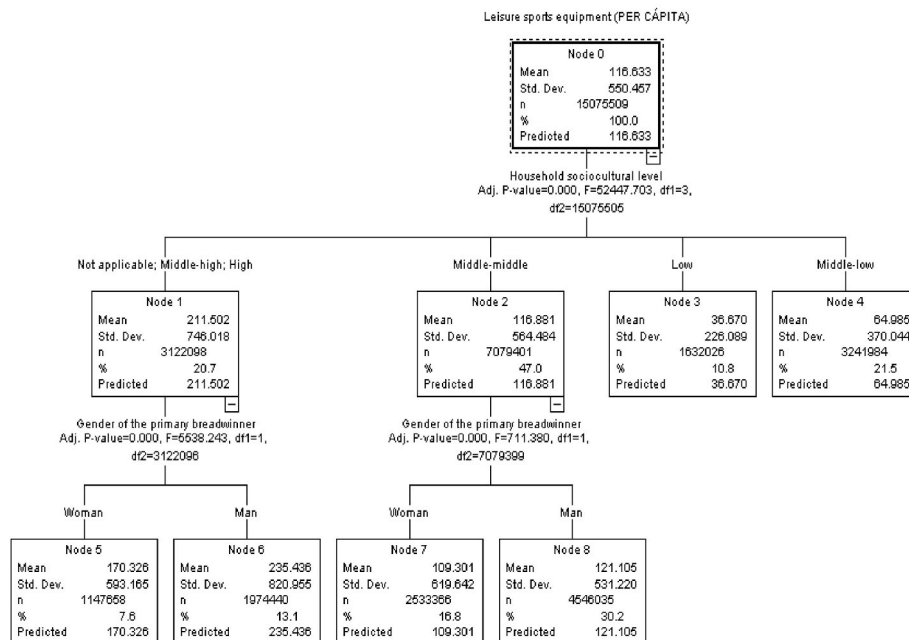 Leisure sports equipment (PER CÁPITA)
Node 0
Mean 116.633
Std. Dev. 550.457
n 15075509
% 100.0
Predicted 116.633
Household sociocultural level
Adj. P-value=0.000, F=52447.703, df1=3,
df2=15075505
Not applicable; Middle-high; High
Middle-middle
Low
Middle-low
Node 1
Mean 211.502
Std. Dev. 746.018
n 3122098
% 20.7
Predicted 211.502
Node 2
Mean 116.881
Std. Dev. 564.484
n 7079401
% 47.0
Predicted 116.881
Node 3
Mean 36.670
Std. Dev. 226.089
n 1632026
% 10.8
Predicted 36.670
Node 4
Mean 64.985
Std. Dev. 370.044
n 3241984
% 21.5
Predicted 64.985
Gender of the primary breadwinner
Adj. P-value=0.000, F=5538.243, df1=1,
df2=3122096
Gender of the primary breadwinner
Adj. P-value=0.000, F=711.380, df1=1,
df2=7079399
Woman
Man
Woman
Man
Node 5
Mean 170.326
Std. Dev. 593.165
n 1147658
% 7.6
Predicted 170.326
Node 6
Mean 235.436
Std. Dev. 820.955
n 1974440
% 13.1
Predicted 235.436
Node 7
Mean 109.301
Std. Dev. 619.642
n 2533366
% 16.8
Predicted 109.301
Node 8
Mean 121.105
Std. Dev. 531.220
n 4546035
% 30.2
Predicted 121.105